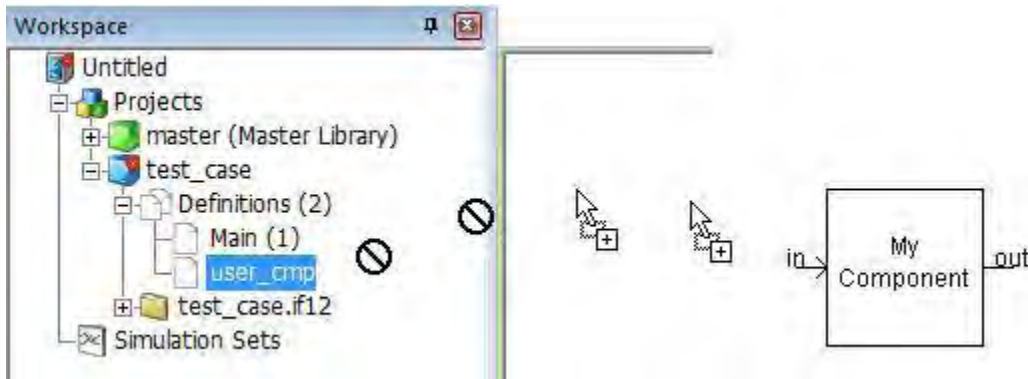 Workspace
Untitled
Projects
master (Master Library)
test_case
Definitions (2)
Main (1)
user_cmp
test_case.if12
Simulation Sets
in
My
Component
out